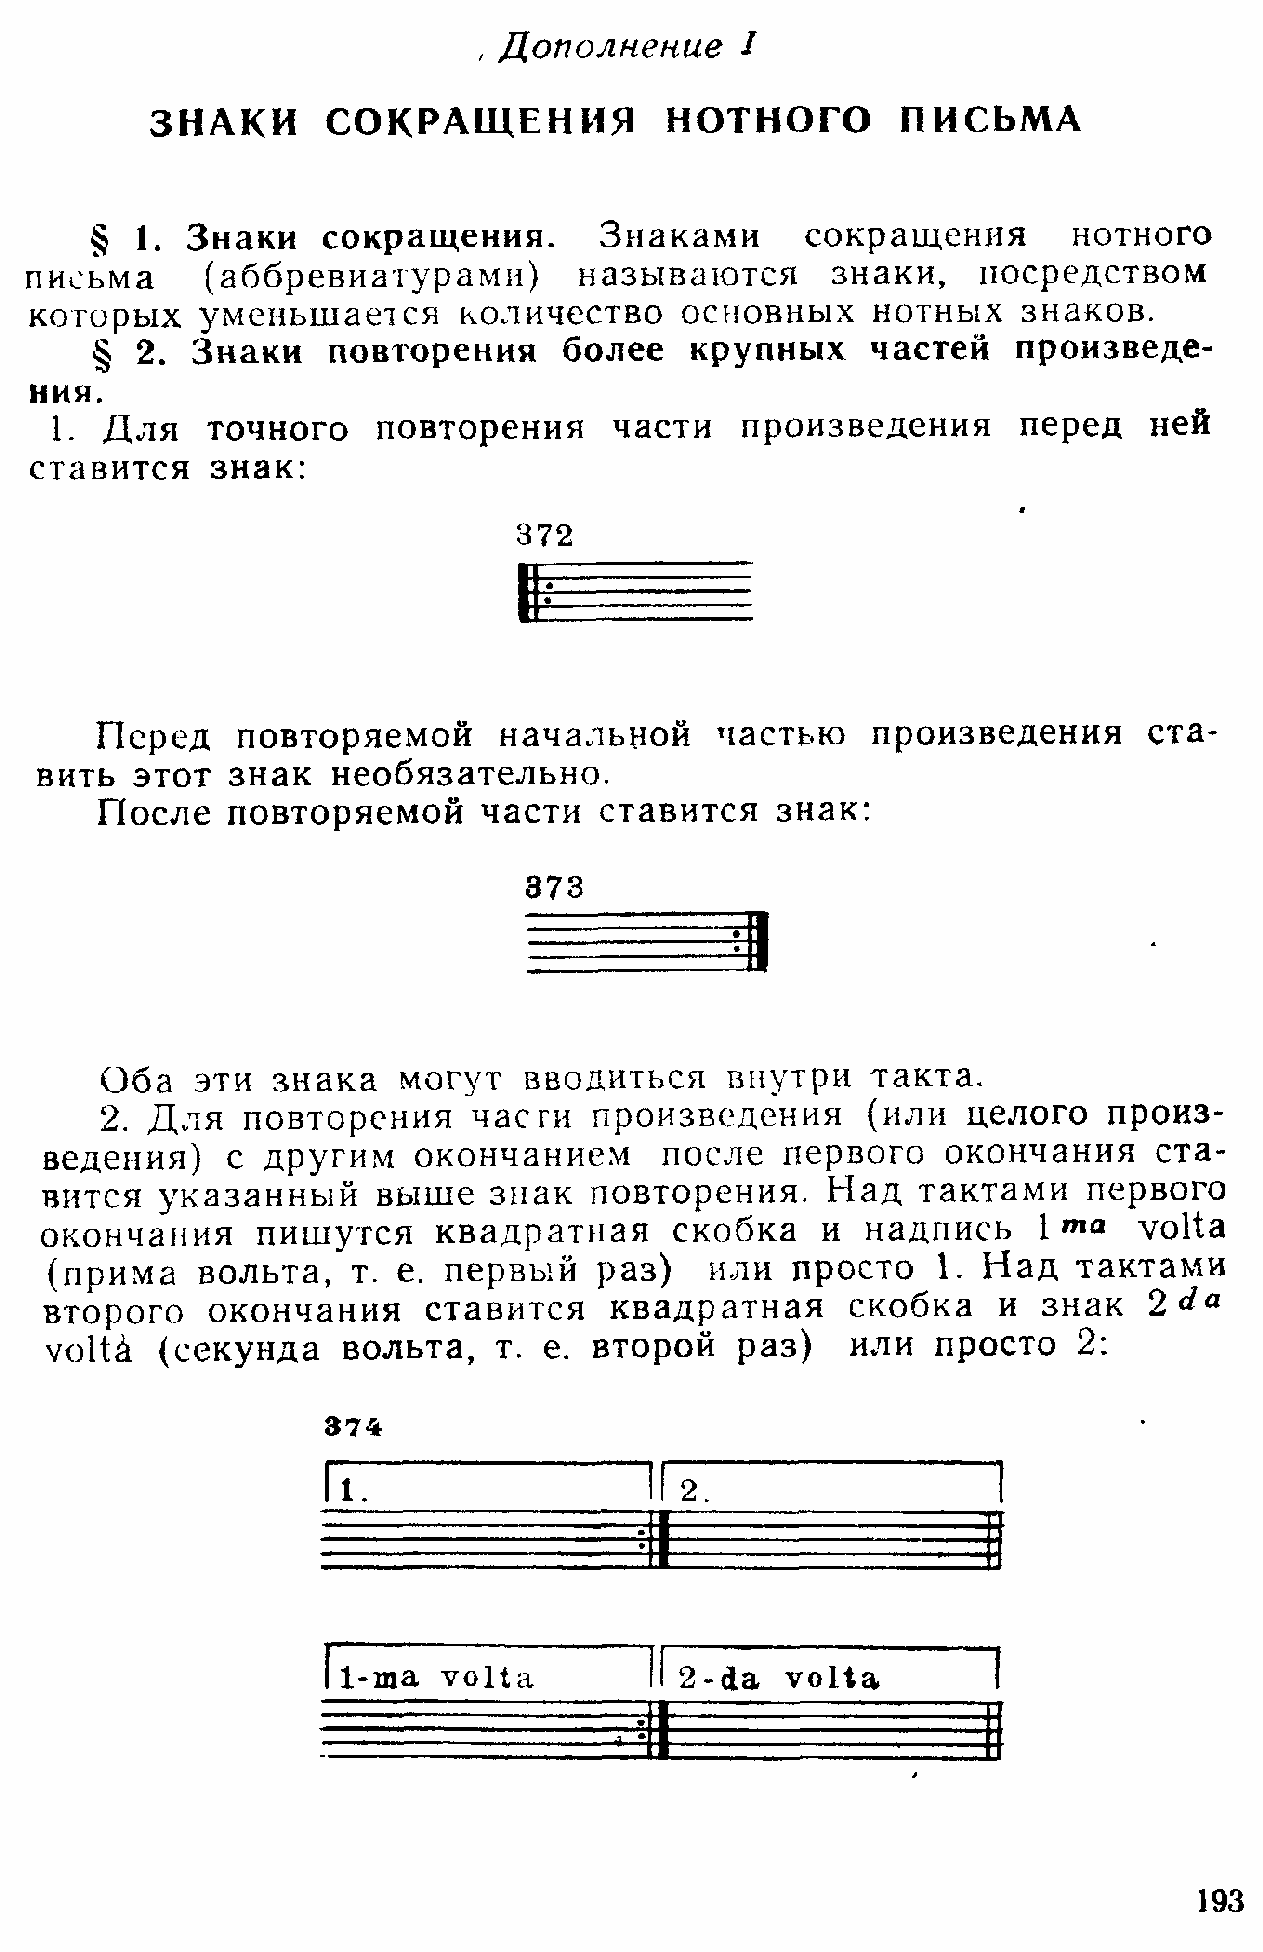 Дополнение I
ЗНАКИ СОКРАЩЕНИЯ НОТНОГО ПИСЬМА
§ 1. Знаки сокращения. Знаками сокращения нотного
письма (аббревиатурами) называются знаки, посредством
которых уменьшается количество основных нотных знаков.
§ 2. Знаки повторения более крупных частей произведе-
ния.
1. Для точного повторения части произведения перед ней
ставится знак:
372
Перед повторяемой начальной частью произведения ста-
вить этот знак необязательно.
После повторяемой части ставится знак:
373
Оба эти знака могут вводиться внутри такта.
2. Для повторения части произведения (или целого произ-
ведения) с другим окончанием после первого окончания ста-
вится указанный выше знак повторения. Над тактами первого
окончания пишутся квадратная скобка и надпись 1ma volta
(прима вольта, т. е. первый раз) или просто 1. Над тактами
второго окончания ставится квадратная скобка и знак 2da
voltà (секунда вольта, т. е. второй раз) или просто 2:
374
1. 2.
1-ma volta 2-da volta
193